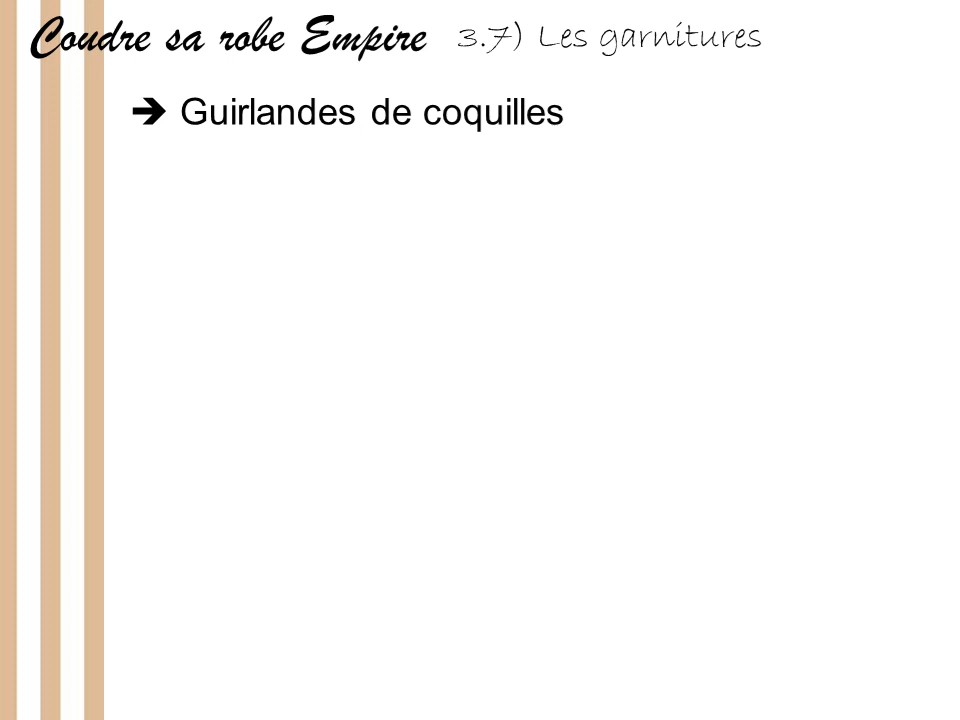 Coudre sa robe Empire 3.7) Les garnitures
➔ Guirlandes de coquilles